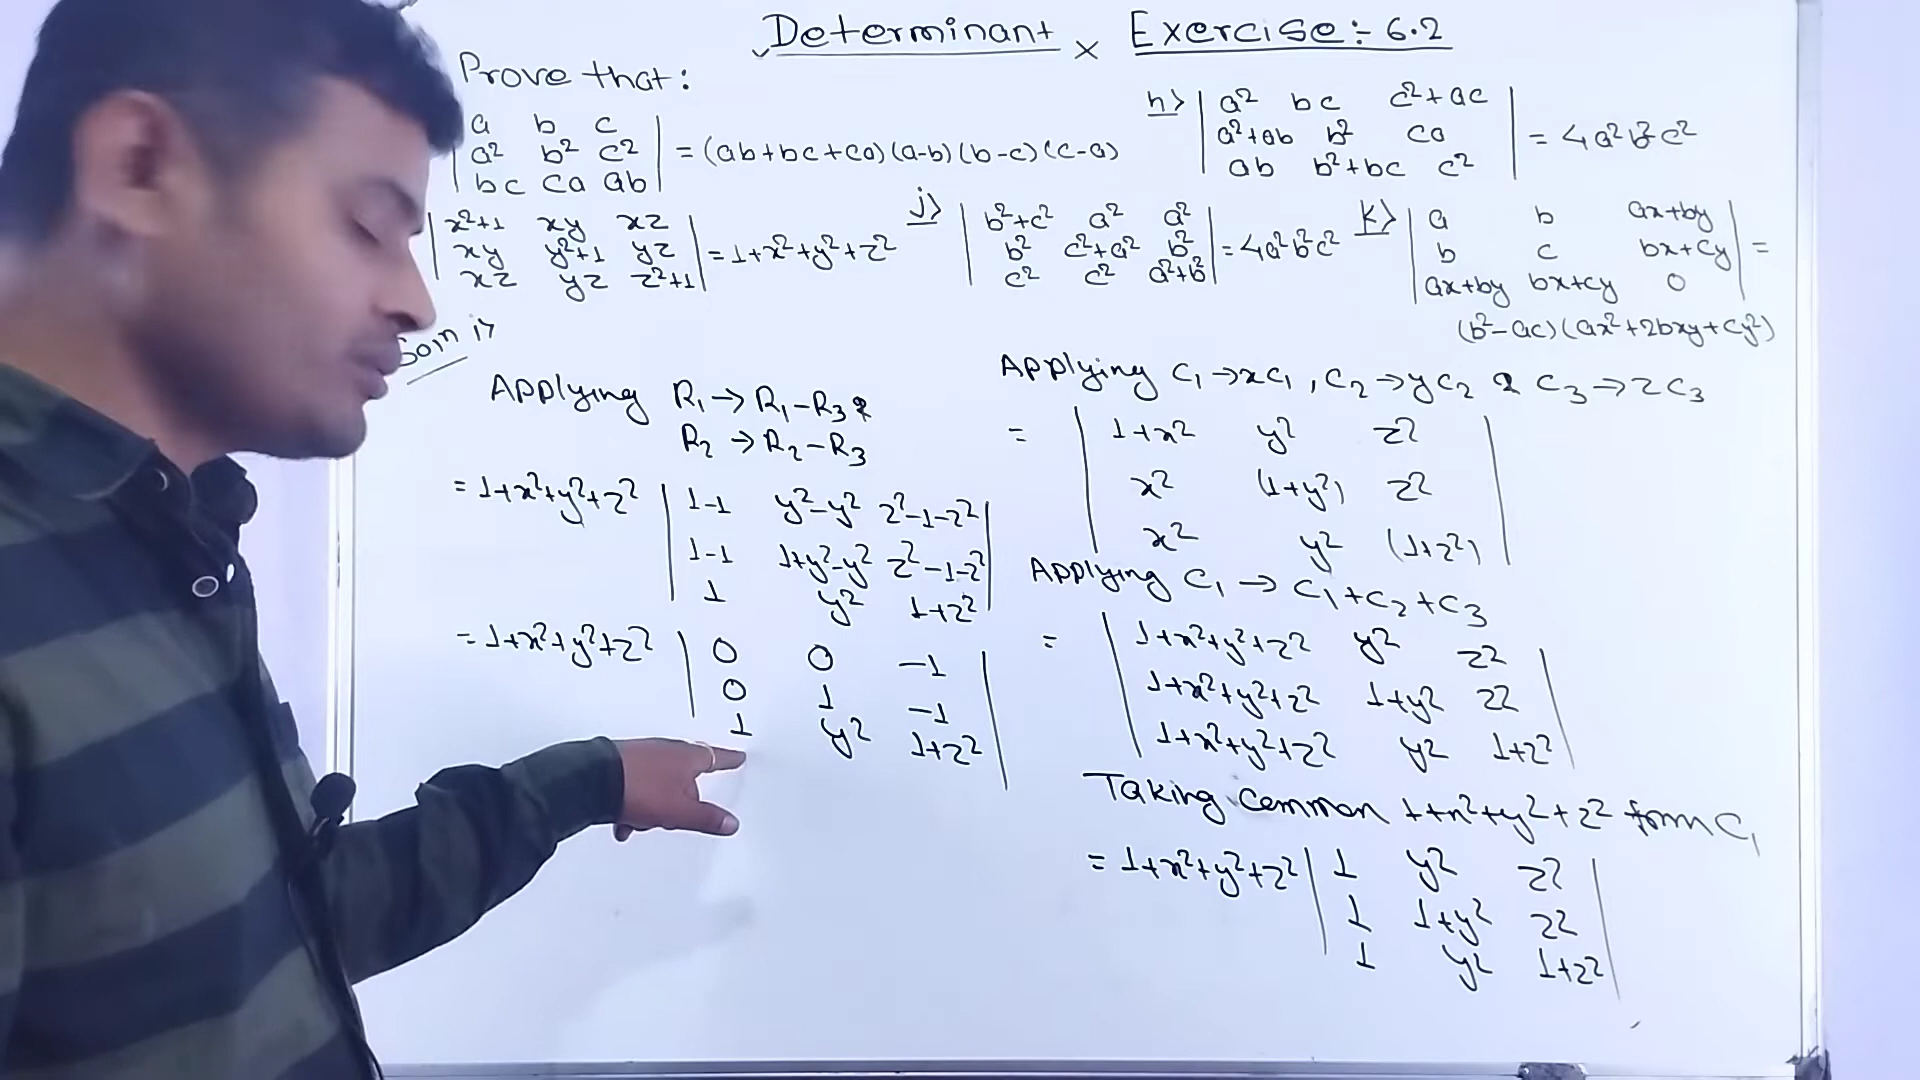 Determinant x Exercise:- 6.2
Prove that:
| a b c |
| a² b² c² | = (ab+bc+ca)(a-b)(b-c)(c-a)
| bc ca ab |
h> | a² bc c²+ac |
| a²+ab b² ca | = 4a²b²c²
| ab b²+bc c² |
| x²+1 xy xz |
| xy y²+1 yz | = 1+x²+y²+z²
| xz yz z²+1 |
j> | b²+c² a² a² |
| b² c²+a² b² | = 4a²b²c²
| c² c² a²+b² |
k> | a b ax+by |
| b c bx+cy | =
| ax+by bx+cy 0 |
(b²-ac)(ax²+2bxy+cy²)
Soln i>
Applying R₁→R₁-R₃ &
R₂→R₂-R₃
= 1+x²+y²+z² | 1-1 y²-y² z²-1-z² |
| 1-1 1+y²-y² z²-1-z² |
| 1 y² 1+z² |
= 1+x²+y²+z² | 0 0 -1 |
| 0 1 -1 |
| 1 y² 1+z² |
Applying C₁→xC₁, C₂→yC₂ & C₃→zC₃
= | 1+x² y² z² |
| x² (1+y²) z² |
| x² y² (1+z²) |
Applying C₁→C₁+C₂+C₃
= | 1+x²+y²+z² y² z² |
| 1+x²+y²+z² 1+y² z² |
| 1+x²+y²+z² y² 1+z² |
Taking Common 1+x²+y²+z² form C₁
= 1+x²+y²+z² | 1 y² z² |
| 1 1+y² z² |
| 1 y² 1+z² |